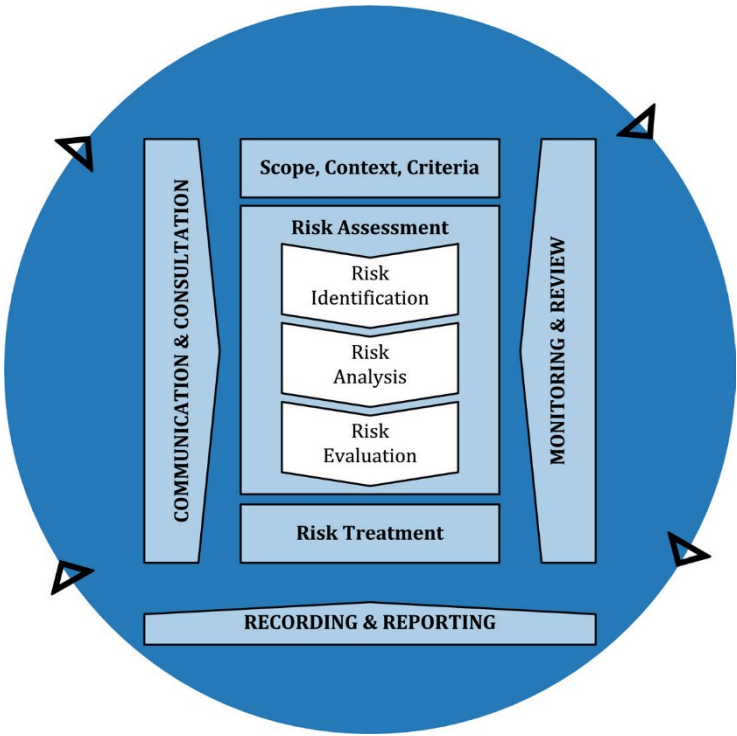 Scope, Context, Criteria
COMMUNICATION & CONSULTATION
Risk Assessment
Risk
Identification
Risk
Analysis
Risk
Evaluation
MONITORING & REVIEW
Risk Treatment
RECORDING & REPORTING